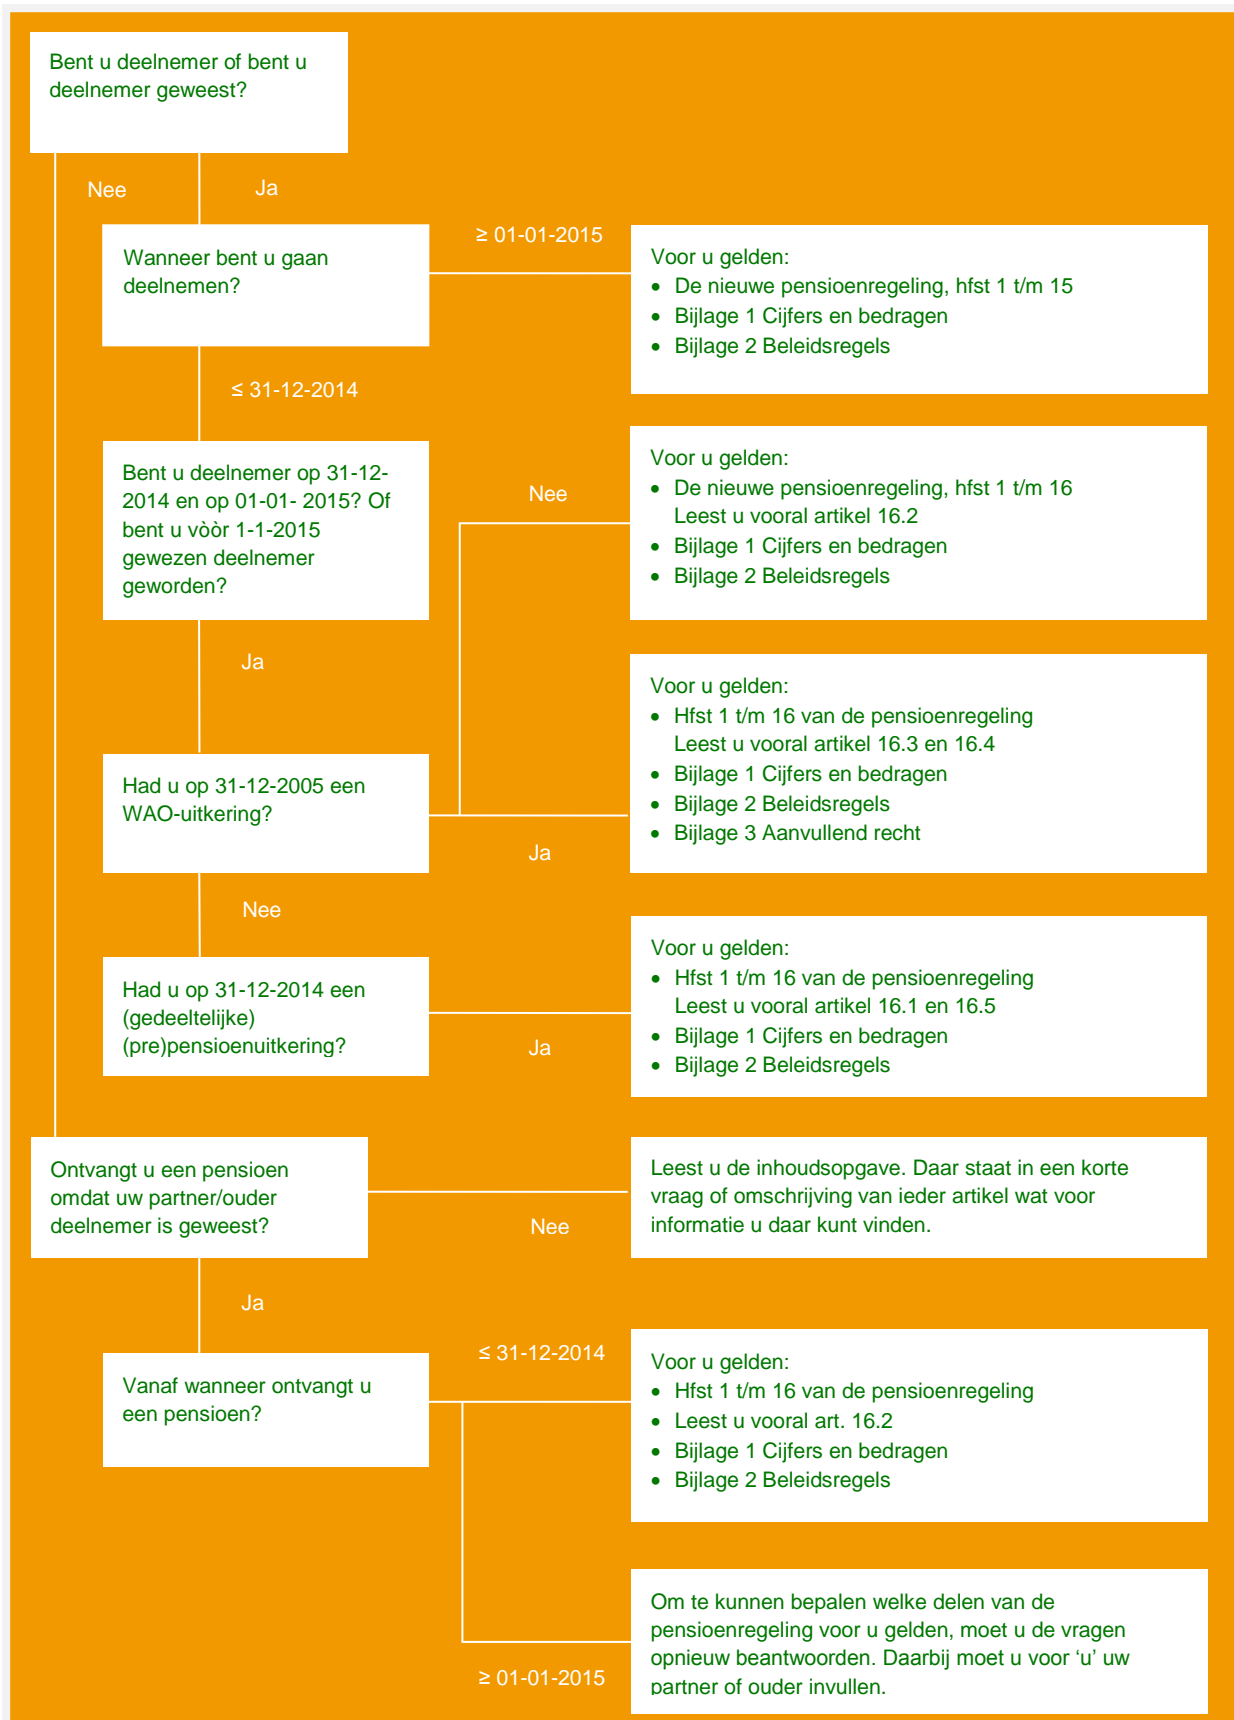 Bent u deelnemer of bent u
deelnemer geweest?
Nee
Ja
Wanneer bent u gaan
deelnemen?
≥ 01-01-2015
Voor u gelden:
• De nieuwe pensioenregeling, hfst 1 t/m 15
• Bijlage 1 Cijfers en bedragen
• Bijlage 2 Beleidsregels
≤ 31-12-2014
Bent u deelnemer op 31-12-
2014 en op 01-01- 2015? Of
bent u vòòr 1-1-2015
gewezen deelnemer
geworden?
Nee
Voor u gelden:
• De nieuwe pensioenregeling, hfst 1 t/m 16
Leest u vooral artikel 16.2
• Bijlage 1 Cijfers en bedragen
• Bijlage 2 Beleidsregels
Ja
Had u op 31-12-2005 een
WAO-uitkering?
Ja
Voor u gelden:
• Hfst 1 t/m 16 van de pensioenregeling
Leest u vooral artikel 16.3 en 16.4
• Bijlage 1 Cijfers en bedragen
• Bijlage 2 Beleidsregels
• Bijlage 3 Aanvullend recht
Nee
Had u op 31-12-2014 een
(gedeeltelijke)
(pre)pensioenuitkering?
Ja
Voor u gelden:
• Hfst 1 t/m 16 van de pensioenregeling
Leest u vooral artikel 16.1 en 16.5
• Bijlage 1 Cijfers en bedragen
• Bijlage 2 Beleidsregels
Ontvangt u een pensioen
omdat uw partner/ouder
deelnemer is geweest?
Nee
Leest u de inhoudsopgave. Daar staat in een korte
vraag of omschrijving van ieder artikel wat voor
informatie u daar kunt vinden.
Ja
Vanaf wanneer ontvangt u
een pensioen?
≤ 31-12-2014
Voor u gelden:
• Hfst 1 t/m 16 van de pensioenregeling
• Leest u vooral art. 16.2
• Bijlage 1 Cijfers en bedragen
• Bijlage 2 Beleidsregels
≥ 01-01-2015
Om te kunnen bepalen welke delen van de
pensioenregeling voor u gelden, moet u de vragen
opnieuw beantwoorden. Daarbij moet u voor ‘u’ uw
partner of ouder invullen.